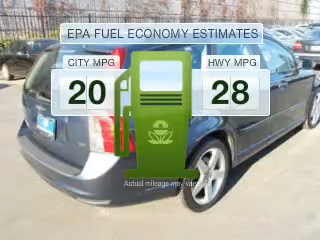 EPA FUEL ECONOMY ESTIMATES
CITY MPG
HWY MPG
20
28
Actual mileage may vary